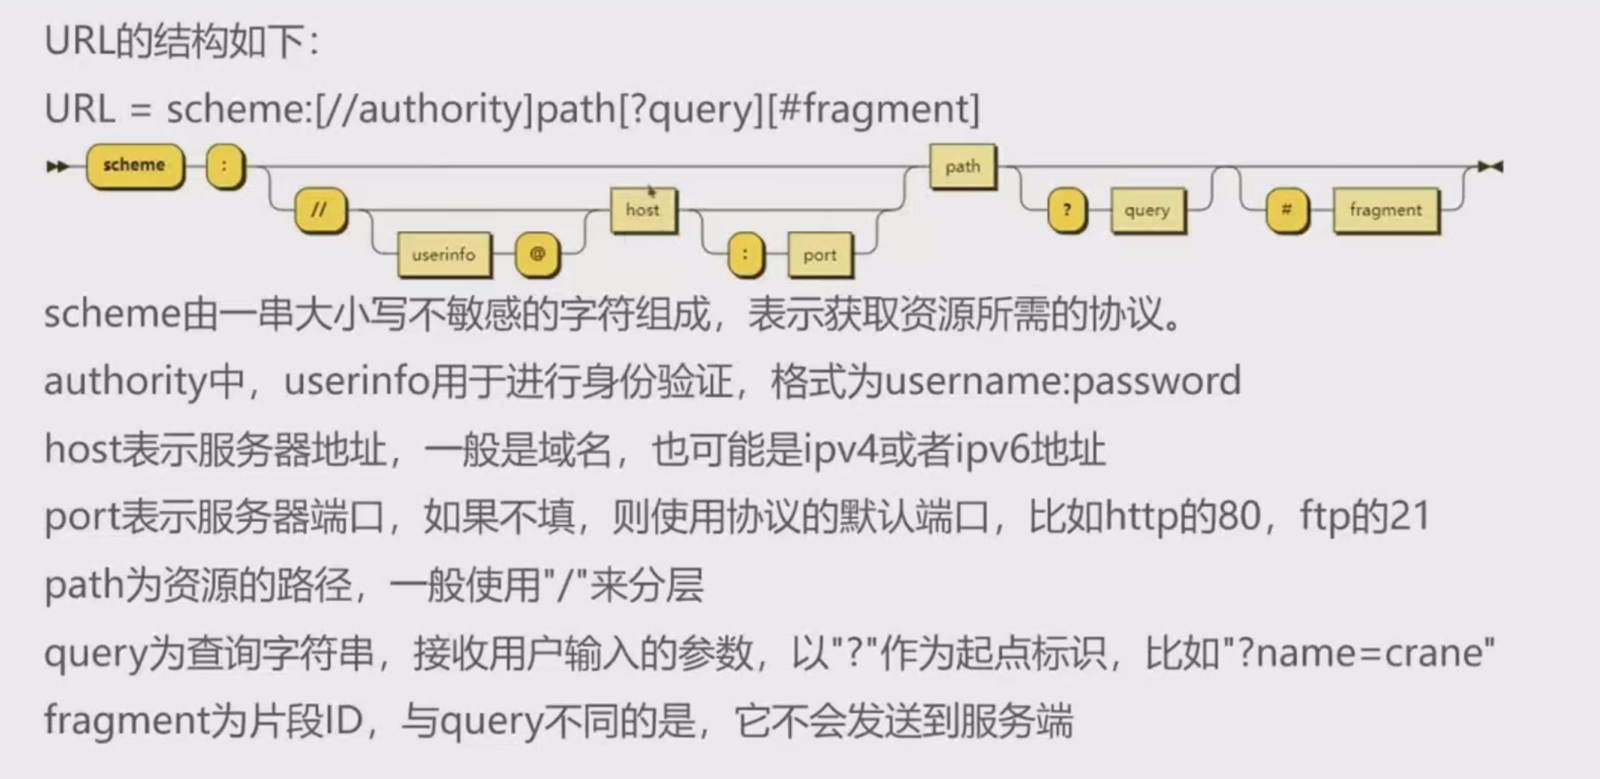 URL的结构如下：
URL = scheme:[//authority]path[?query][#fragment]
scheme : path
// host ? query # fragment
userinfo @ : port
scheme由一串大小写不敏感的字符组成，表示获取资源所需的协议。
authority中，userinfo用于进行身份验证，格式为username:password
host表示服务器地址，一般是域名，也可能是ipv4或者ipv6地址
port表示服务器端口，如果不填，则使用协议的默认端口，比如http的80，ftp的21
path为资源的路径，一般使用"/"来分层
query为查询字符串，接收用户输入的参数，以"?"作为起点标识，比如"?name=crane"
fragment为片段ID，与query不同的是，它不会发送到服务端